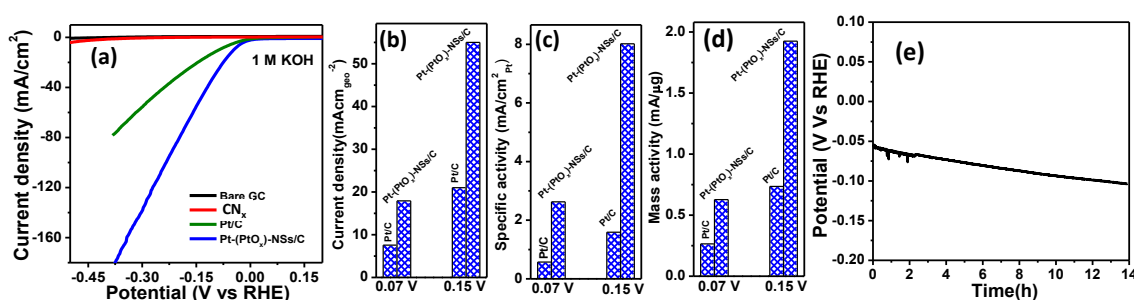 (a)
1 M KOH
0
-40
-80
-120
-160
Current density (mA/cm²)
Bare GC
CNₓ
Pt/C
Pt-(PtOₓ)-NSs/C
-0.45 -0.30 -0.15 0.00 0.15
Potential (V vs RHE)
(b)
50
40
30
20
10
0
Current density(mAcm_geo⁻²)
Pt/C
Pt-(PtOₓ)-NSs/C
Pt/C
Pt-(PtOₓ)-NSs/C
0.07 V 0.15 V
(c)
8
6
4
2
0
Specific activity (mA/cm²Pt)
Pt/C
Pt-(PtOₓ)-NSs/C
Pt/C
Pt-(PtOₓ)-NSs/C
0.07 V 0.15 V
(d)
2.0
1.5
1.0
0.5
0.0
Mass activity (mA/µg)
Pt/C
Pt-(PtOₓ)-NSs/C
Pt/C
Pt-(PtOₓ)-NSs/C
0.07 V 0.15 V
(e)
0.10
-0.05
0.00
-0.05
-0.10
-0.15
-0.20
Potential (V Vs RHE)
0 2 4 6 8 10 12 14
Time(h)